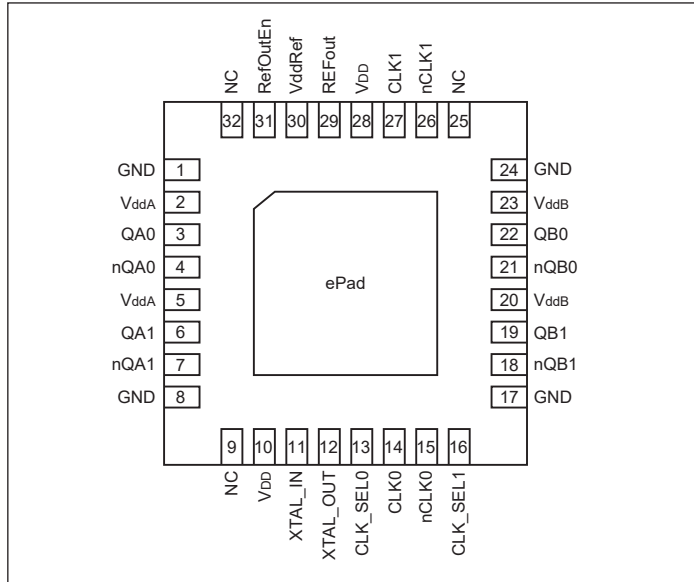 NC RefOutEn VddRef REFout VDD CLK1 nCLK1 NC
32 31 30 29 28 27 26 25
GND 1 24 GND
VddA 2 23 VddB
QA0 3 22 QB0
nQA0 4 21 nQB0
ePad
VddA 5 20 VddB
QA1 6 19 QB1
nQA1 7 18 nQB1
GND 8 17 GND
9 10 11 12 13 14 15 16
NC VDD XTAL_IN XTAL_OUT CLK_SEL0 CLK0 nCLK0 CLK_SEL1